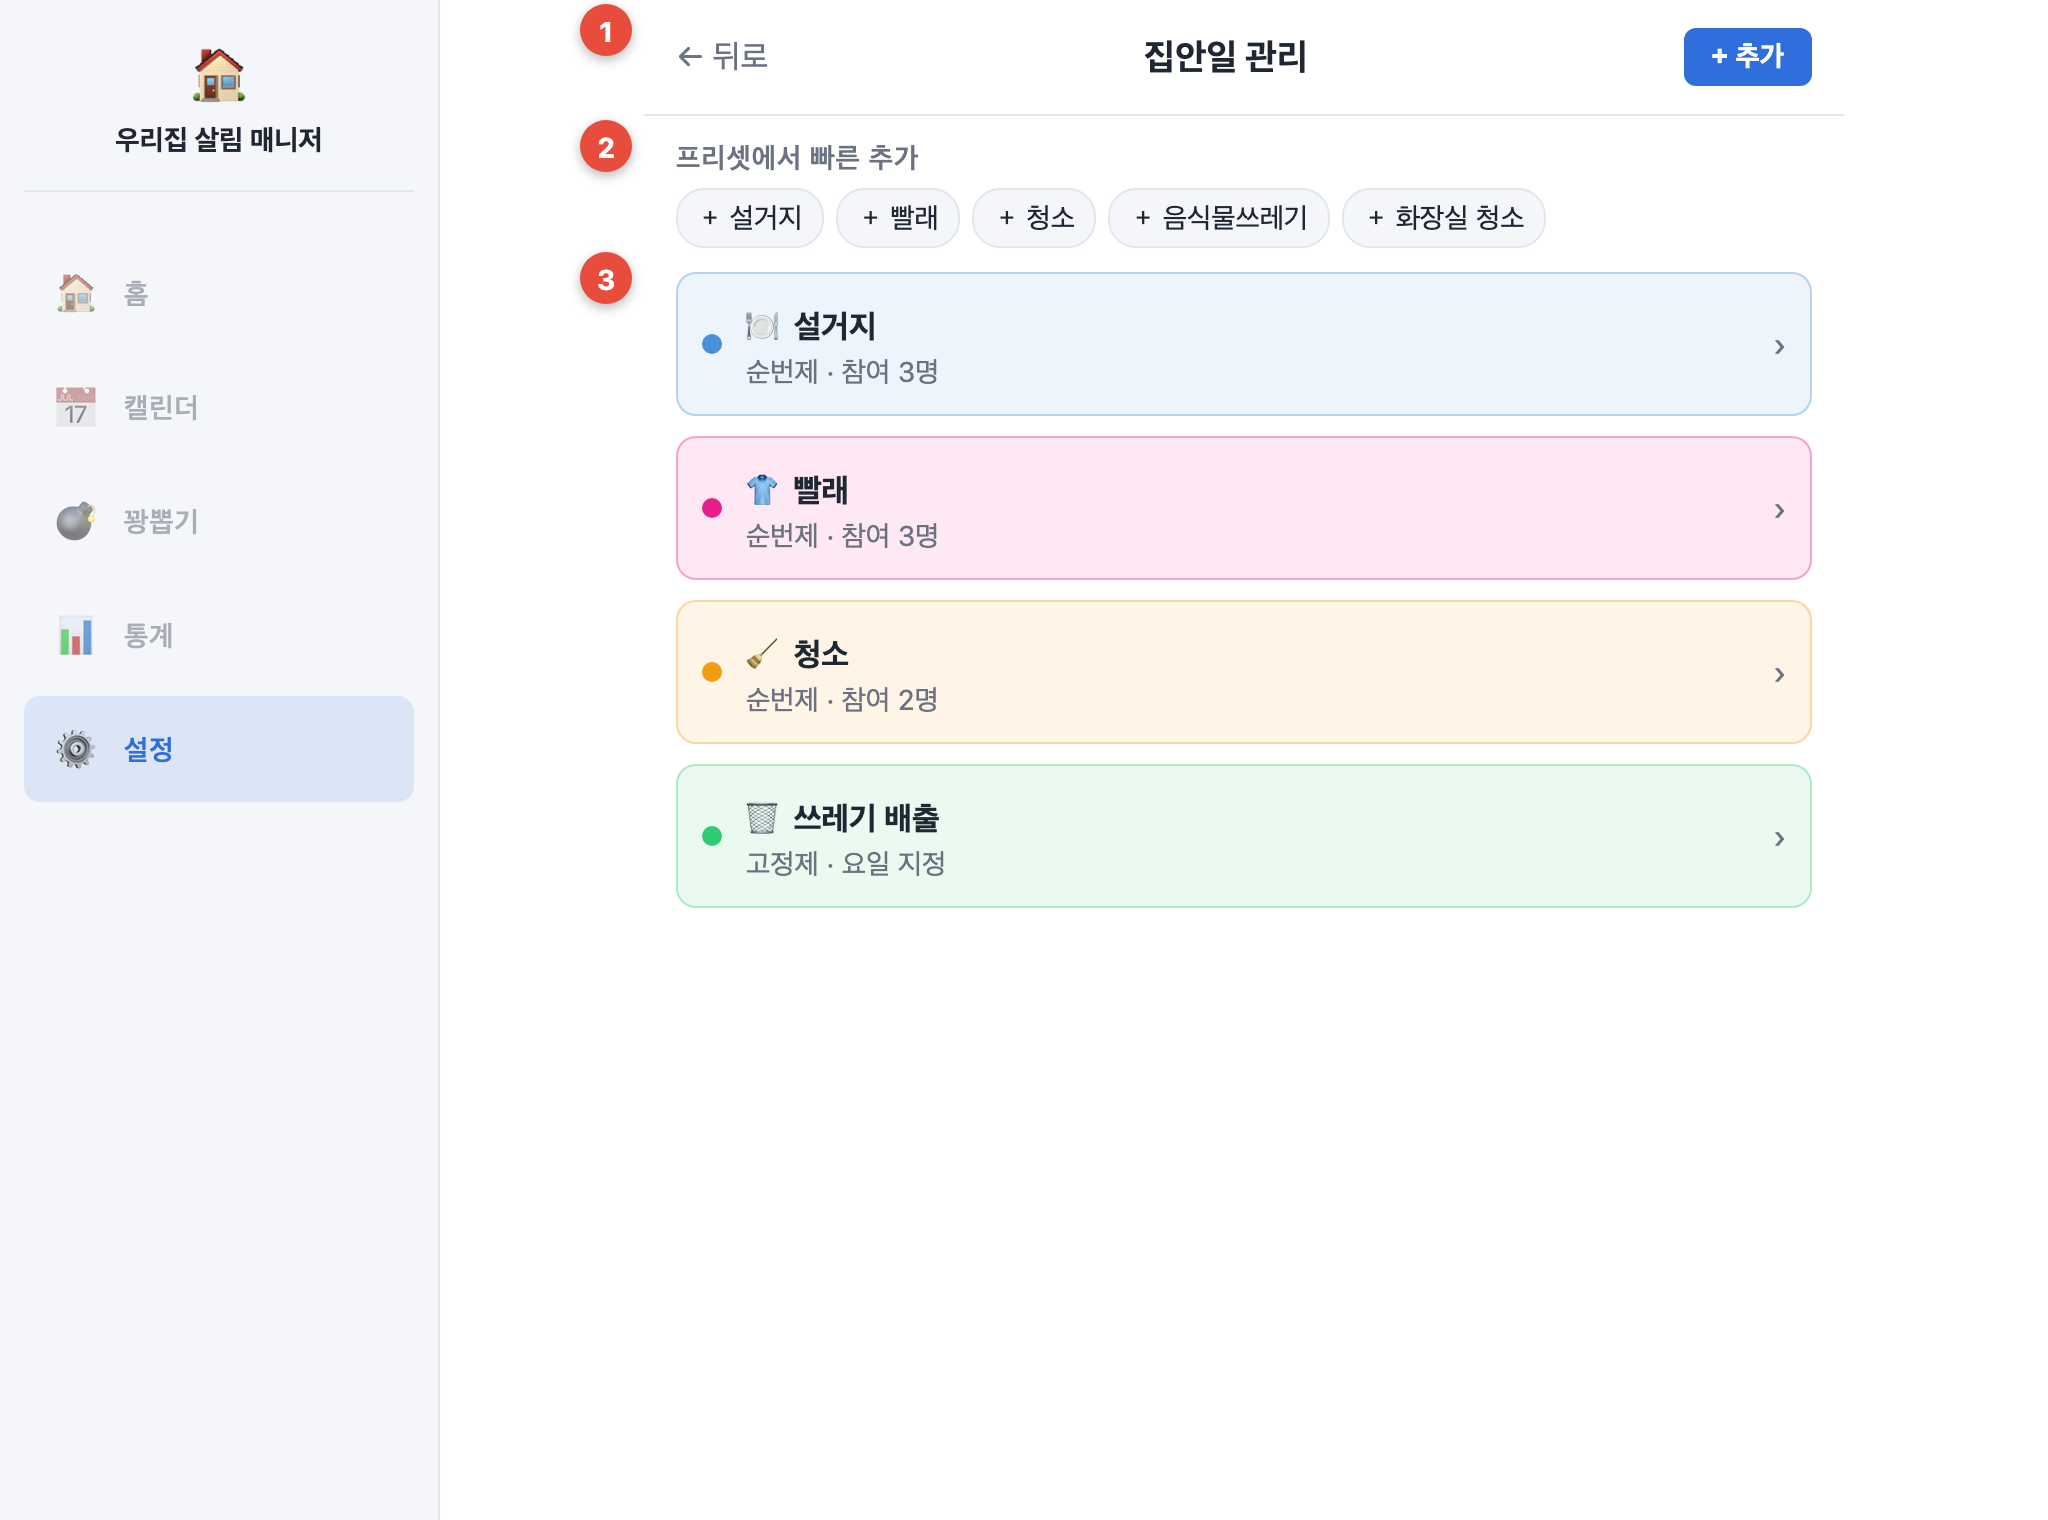 우리집 살림 매니저
홈
캘린더
꽝뽑기
통계
설정
1
← 뒤로
집안일 관리
+ 추가
2
프리셋에서 빠른 추가
+ 설거지
+ 빨래
+ 청소
+ 음식물쓰레기
+ 화장실 청소
3
설거지
순번제 · 참여 3명
›
빨래
순번제 · 참여 3명
›
청소
순번제 · 참여 2명
›
쓰레기 배출
고정제 · 요일 지정
›
JUL
17